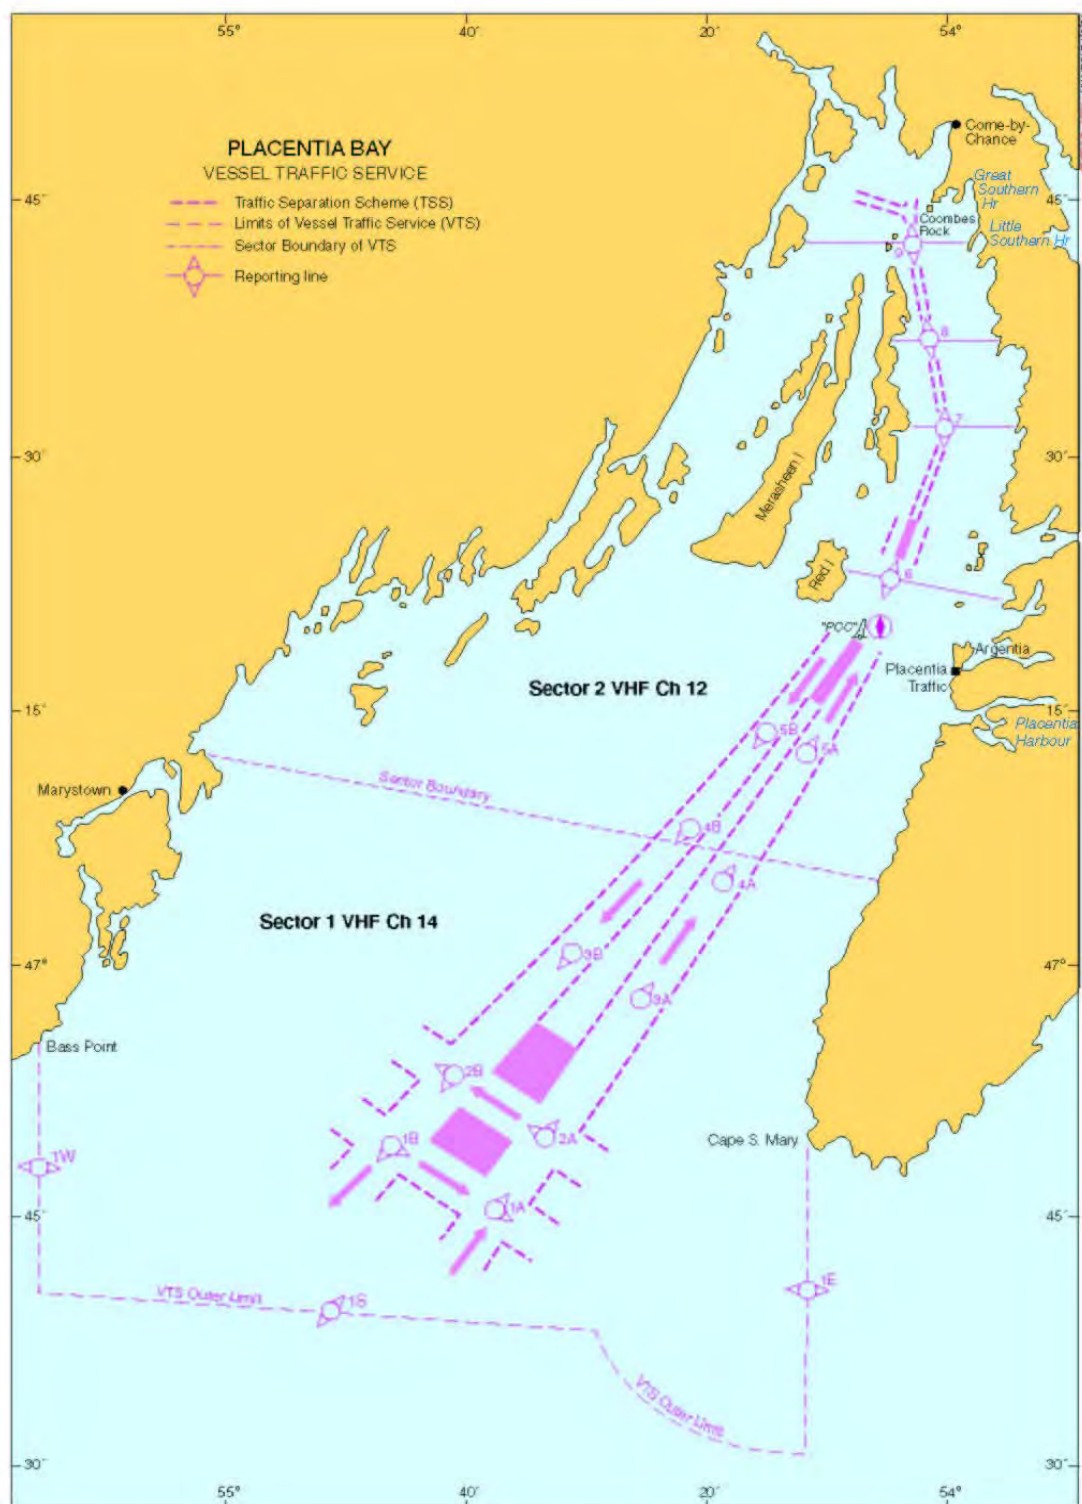 55° 40´ 20´ 54°
PLACENTIA BAY
VESSEL TRAFFIC SERVICE
Traffic Separation Scheme (TSS)
Limits of Vessel Traffic Service (VTS)
Sector Boundary of VTS
Reporting line
Come-by-
Chance
Great
Southern
Hr
45´ 45´
Coombes
Rock
Little
Southern Hr
9
8
7
30´ 30´
Merasheen I
Red I
6
"PCC"
Argentia
Placentia
Traffic
Sector 2 VHF Ch 12
15´ 15´
Placentia
Harbour
5B
5A
Sector Boundary
Marystown
4B
4A
Sector 1 VHF Ch 14
3B
47° 47°
3A
Bass Point
2B
2A
1B
Cape S. Mary
1W
1A
45´ 45´
1E
VTS Outer Limit
1S
VTS Outer Limit
30´ 30´
55° 40´ 20´ 54°